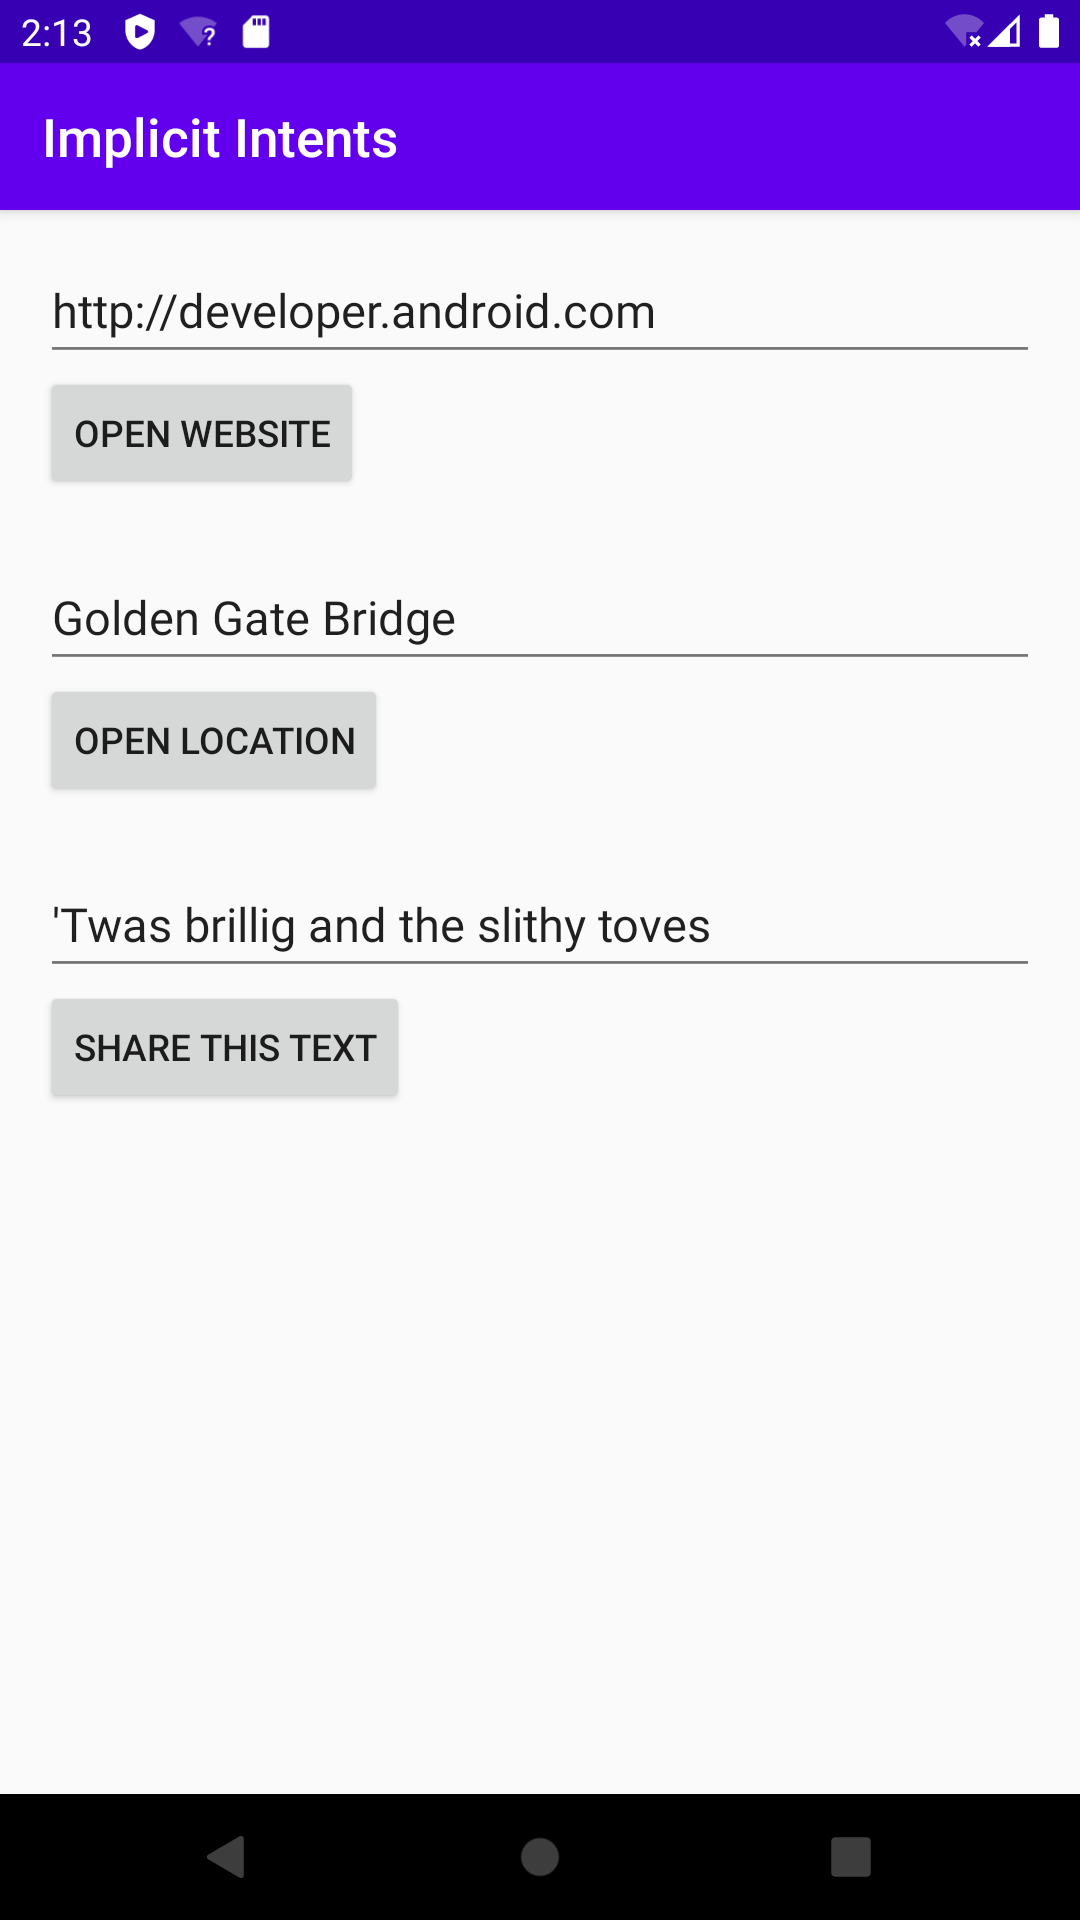 2:13
Implicit Intents
http://developer.android.com
OPEN WEBSITE
Golden Gate Bridge
OPEN LOCATION
'Twas brillig and the slithy toves
SHARE THIS TEXT